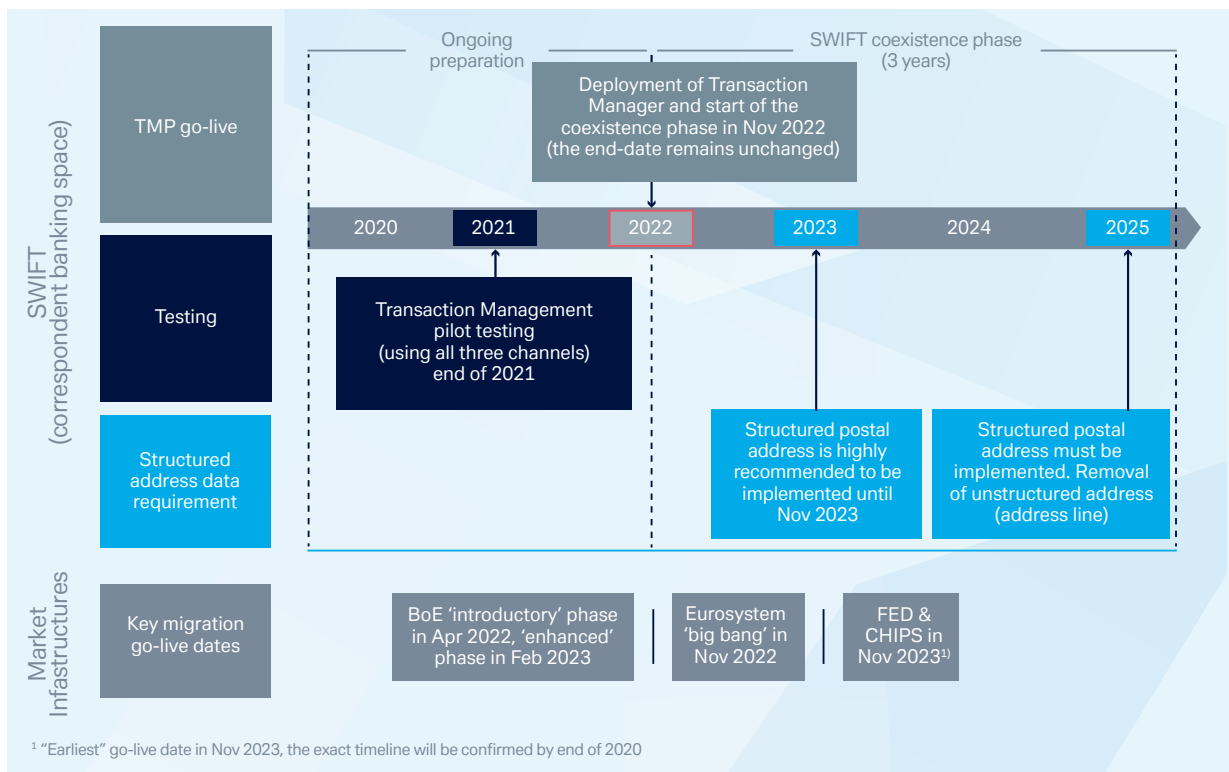 Ongoing
preparation
SWIFT coexistence phase
(3 years)
SWIFT
(correspondent banking space)
TMP go-live
Deployment of Transaction
Manager and start of the
coexistence phase in Nov 2022
(the end-date remains unchanged)
2020
2021
2022
2023
2024
2025
Testing
Transaction Management
pilot testing
(using all three channels)
end of 2021
Structured
address data
requirement
Structured postal
address is highly
recommended to be
implemented until
Nov 2023
Structured postal
address must be
implemented. Removal
of unstructured address
(address line)
Market
Infastructures
Key migration
go-live dates
BoE ‘introductory’ phase
in Apr 2022, ‘enhanced’
phase in Feb 2023
Eurosystem
‘big bang’ in
Nov 2022
FED &
CHIPS in
Nov 2023¹⁾
¹ “Earliest” go-live date in Nov 2023, the exact timeline will be confirmed by end of 2020